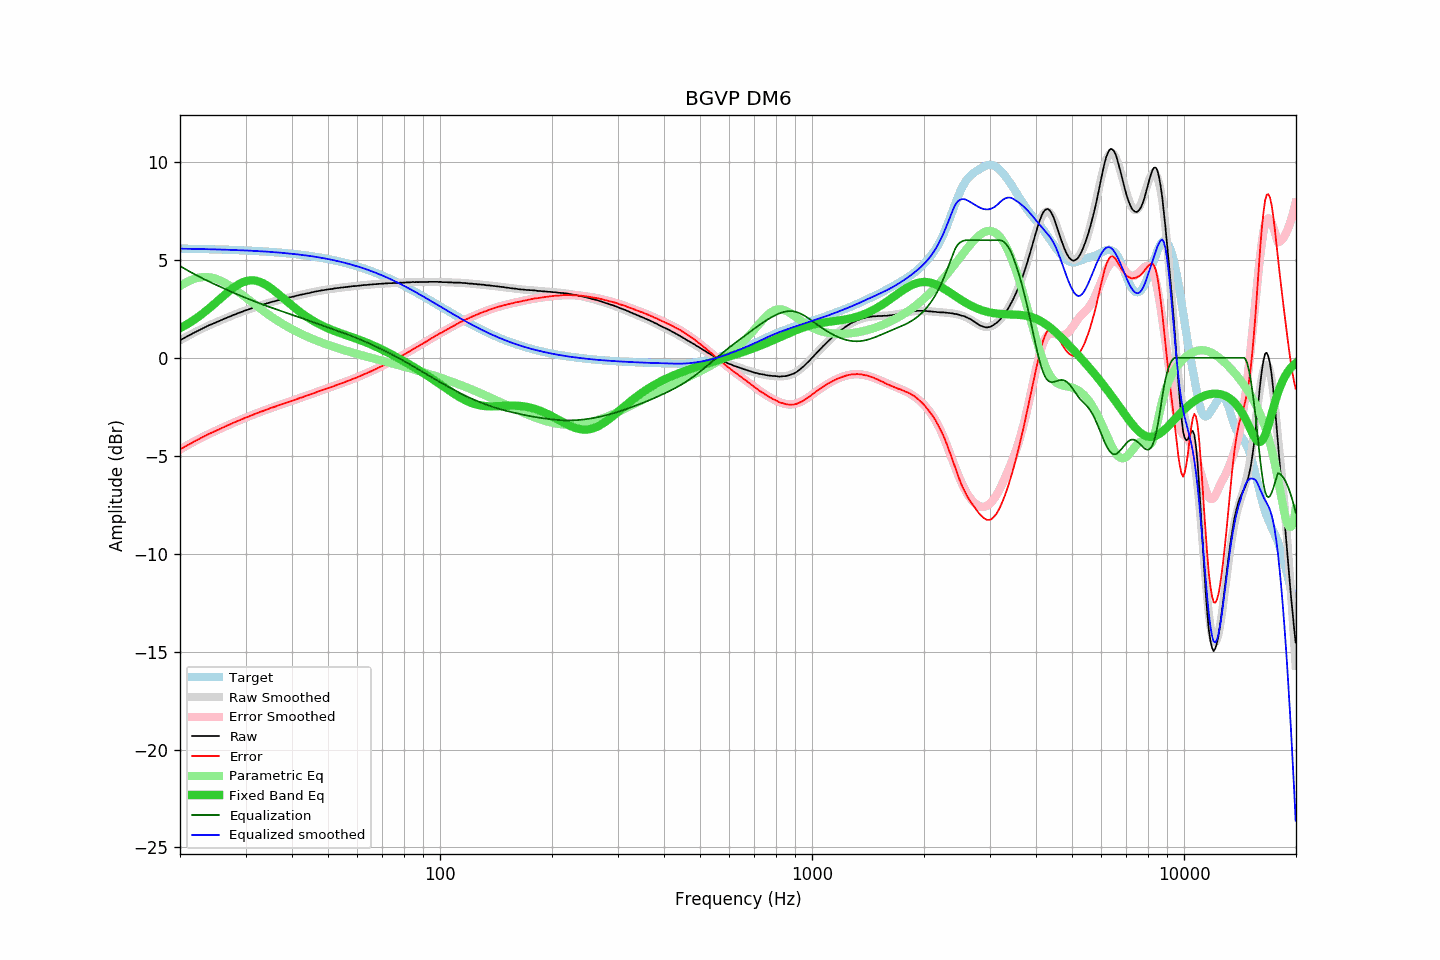 BGVP DM6
Amplitude (dBr)
10
5
0
−5
−10
−15
−20
−25
Target
Raw Smoothed
Error Smoothed
Raw
Error
Parametric Eq
Fixed Band Eq
Equalization
Equalized smoothed
100 1000 10000
Frequency (Hz)